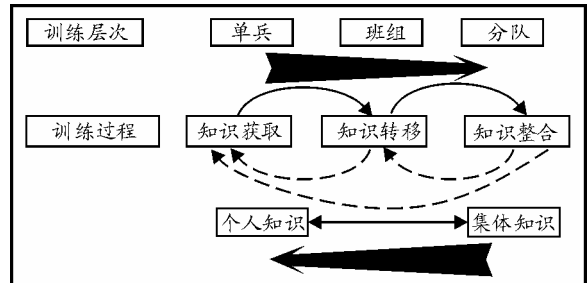 训练层次 单兵 班组 分队
训练过程 知识获取 知识转移 知识整合
个人知识 集体知识